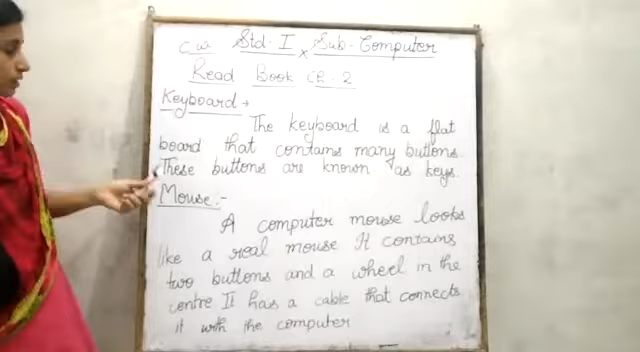 C.W Std-I x Sub-Computer
Read Book CH-2
Keyboard →
The keyboard is a flat
board that contains many buttons.
These buttons are known as keys.
Mouse:-
A computer mouse looks
like a real mouse It contains
two buttons and a wheel in the
centre It has a cable that connects
it with the computer